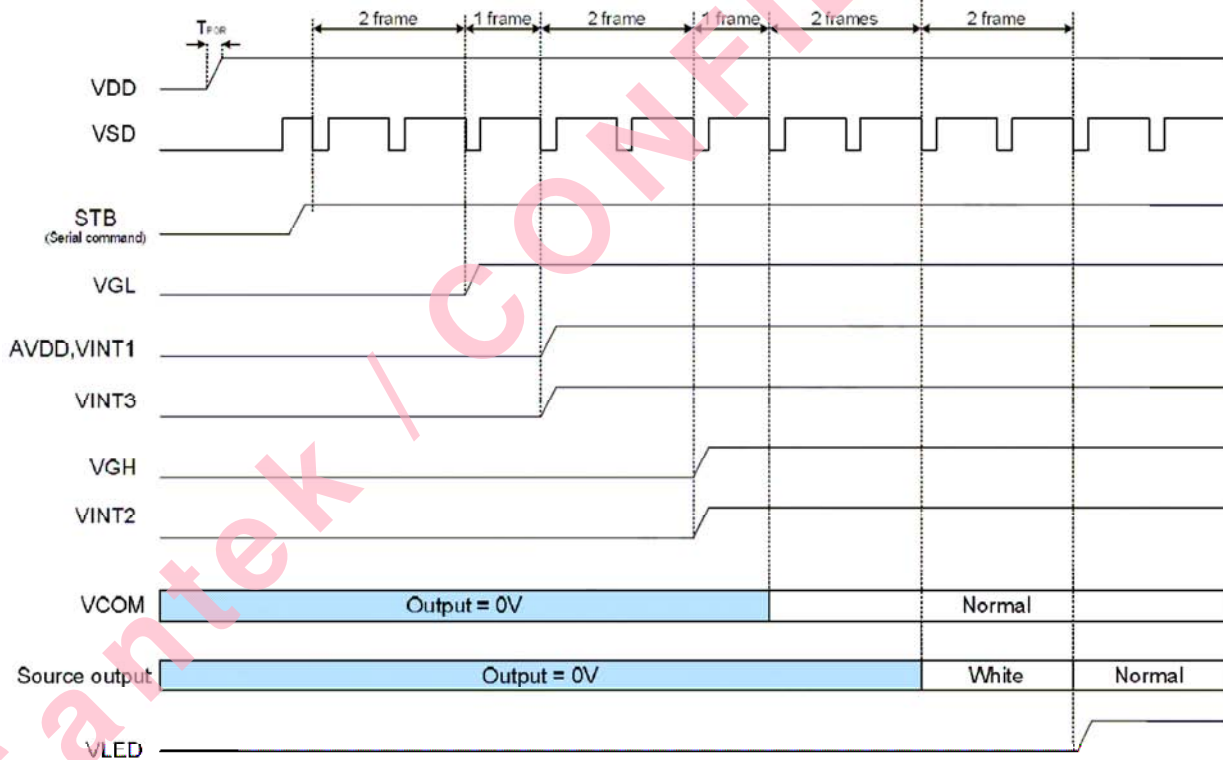 2 frame
1 frame
2 frame
1 frame
2 frames
2 frame
TPOR
VDD
VSD
STB
(Serial command)
VGL
AVDD,VINT1
VINT3
VGH
VINT2
VCOM
Output = 0V
Normal
Source output
Output = 0V
White
Normal
VLED
antek / CONFI